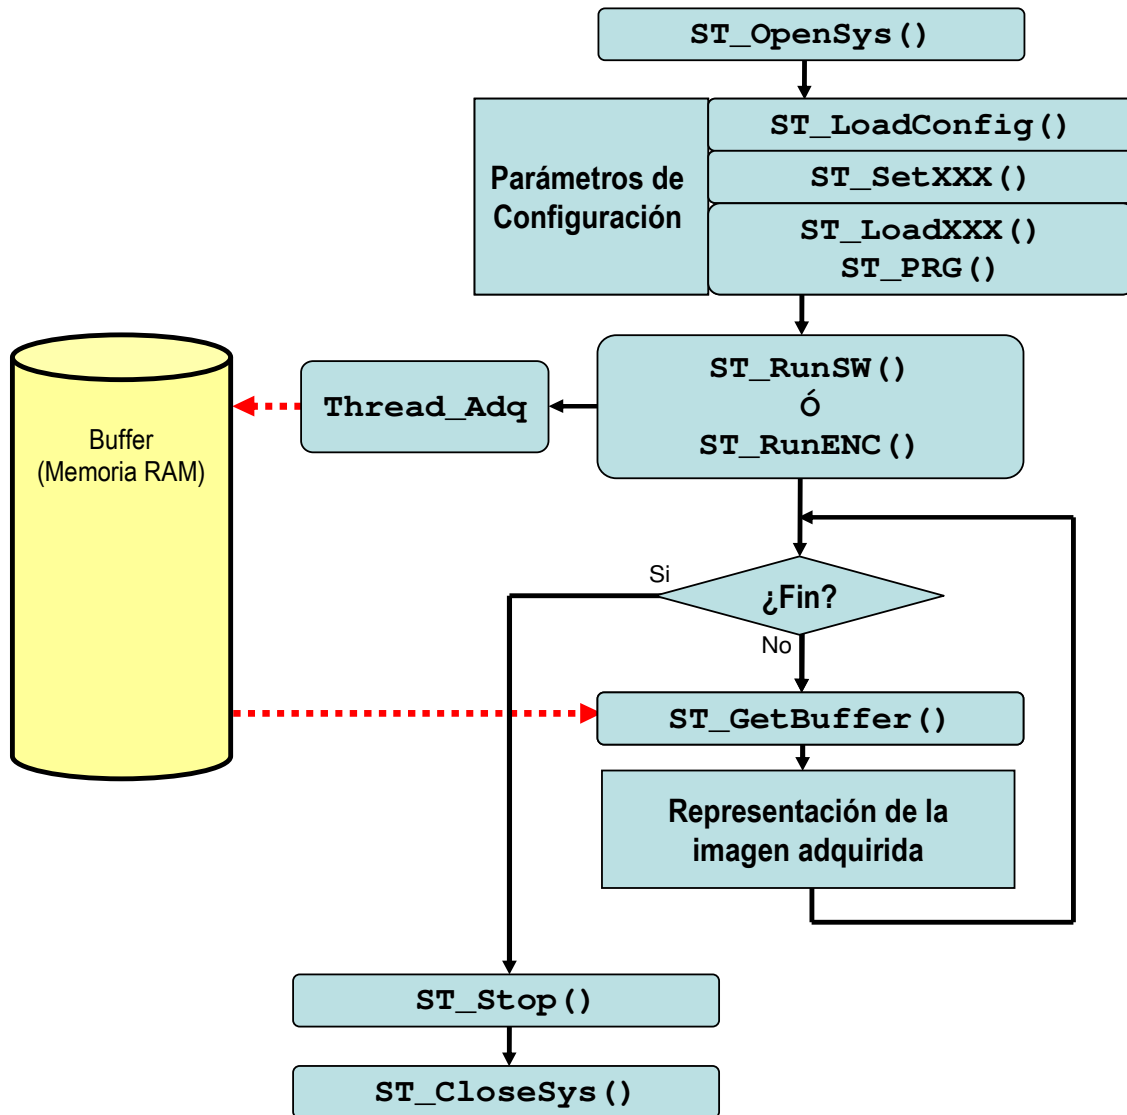 ST_OpenSys()
ST_LoadConfig()
Parámetros de
Configuración
ST_SetXXX()
ST_LoadXXX()
ST_PRG()
Buffer
(Memoria RAM)
Thread_Adq
ST_RunSW()
Ó
ST_RunENC()
Si
¿Fin?
No
ST_GetBuffer()
Representación de la
imagen adquirida
ST_Stop()
ST_CloseSys()